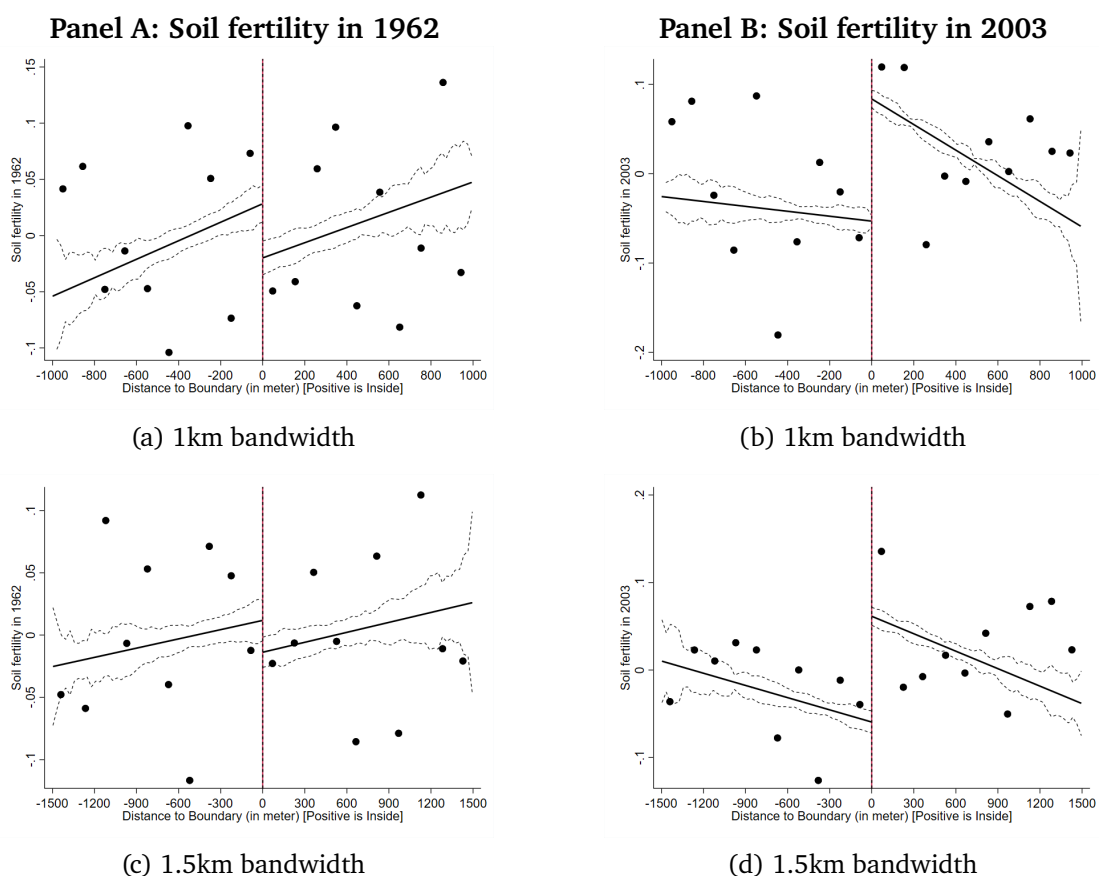 Panel A: Soil fertility in 1962
Soil fertility in 1962
.15
.1
.05
0
-.05
-.1
-1000 -800 -600 -400 -200 0 200 400 600 800 1000
Distance to Boundary (in meter) [Positive is Inside]
(a) 1km bandwidth
Panel B: Soil fertility in 2003
Soil fertility in 2003
.1
0
-.1
-.2
-1000 -800 -600 -400 -200 0 200 400 600 800 1000
Distance to Boundary (in meter) [Positive is Inside]
(b) 1km bandwidth
Soil fertility in 1962
.1
.05
0
-.05
-.1
-1500 -1200 -900 -600 -300 0 300 600 900 1200 1500
Distance to Boundary (in meter) [Positive is Inside]
(c) 1.5km bandwidth
Soil fertility in 2003
.2
.1
0
-.1
-1500 -1200 -900 -600 -300 0 300 600 900 1200 1500
Distance to Boundary (in meter) [Positive is Inside]
(d) 1.5km bandwidth